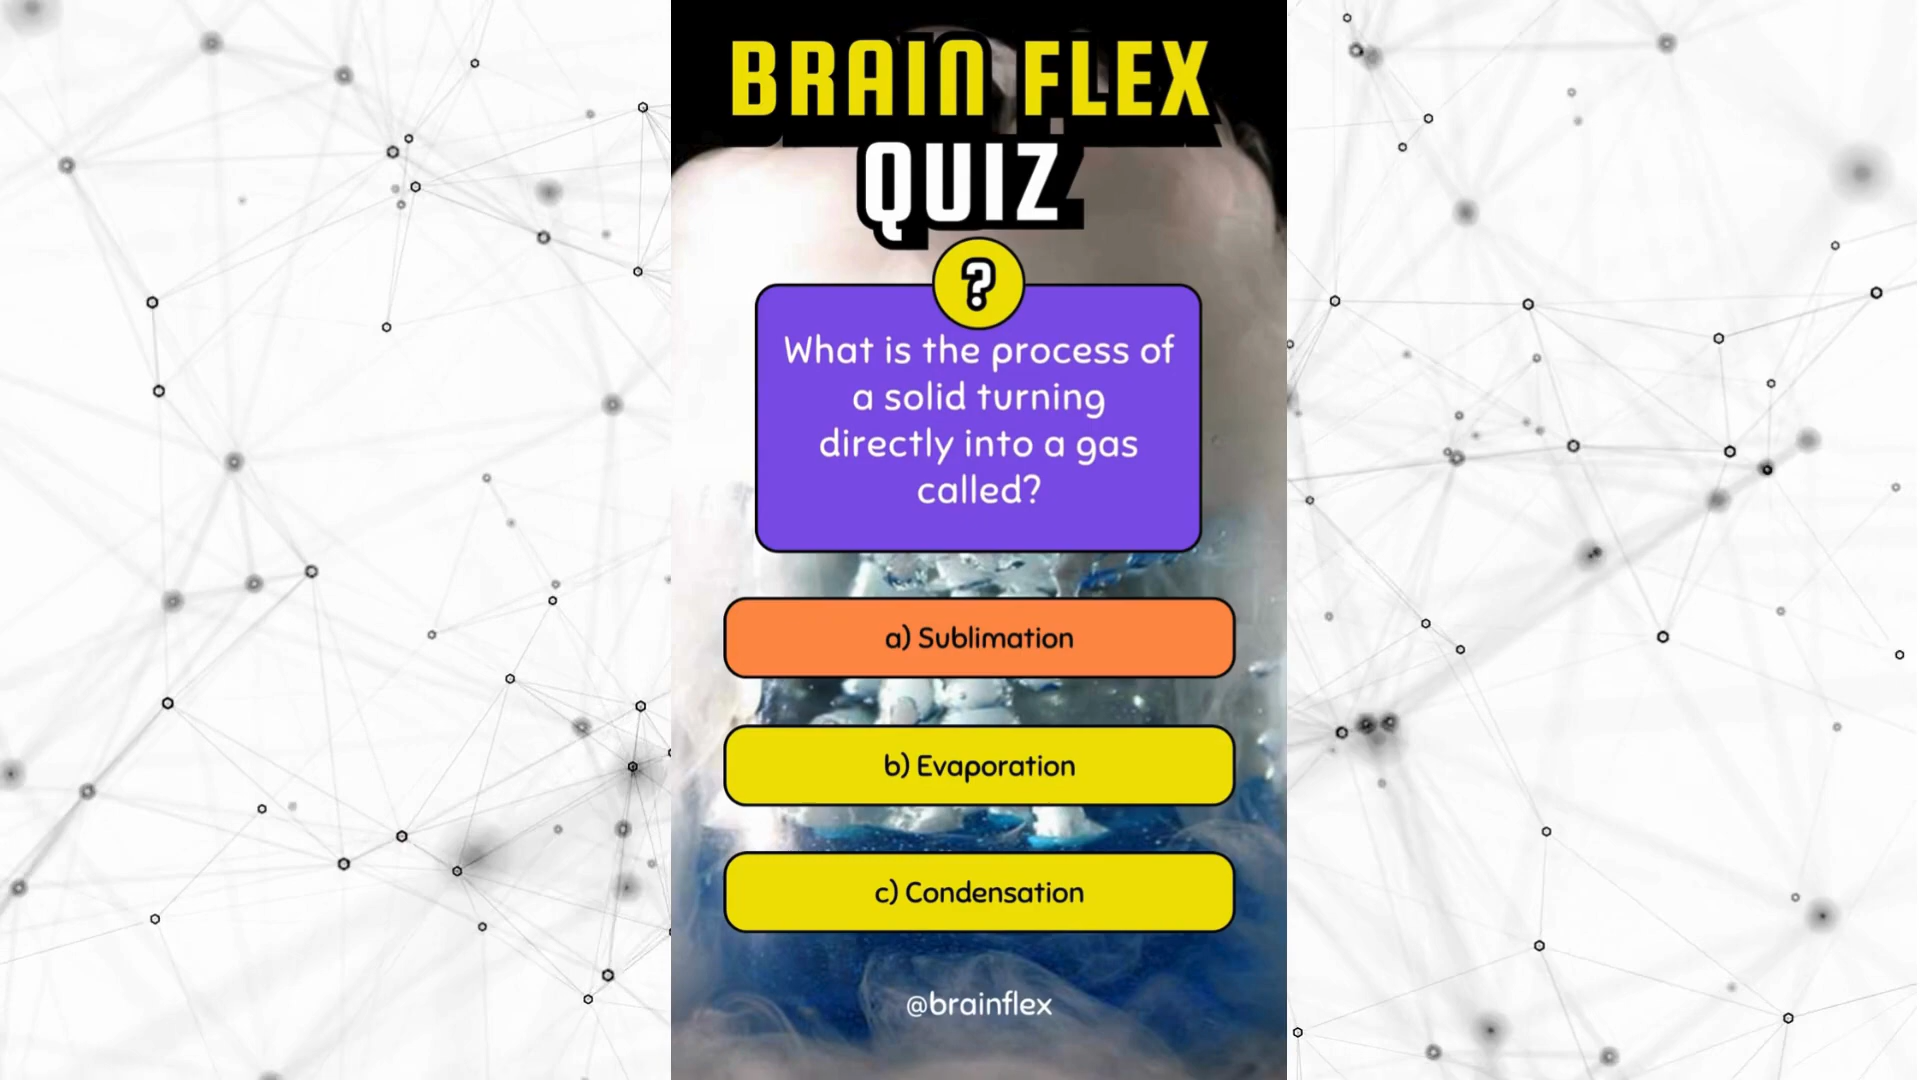 BRAIN FLEX
QUIZ
?
What is the process of
a solid turning
directly into a gas
called?
a) Sublimation
b) Evaporation
c) Condensation
@brainflex